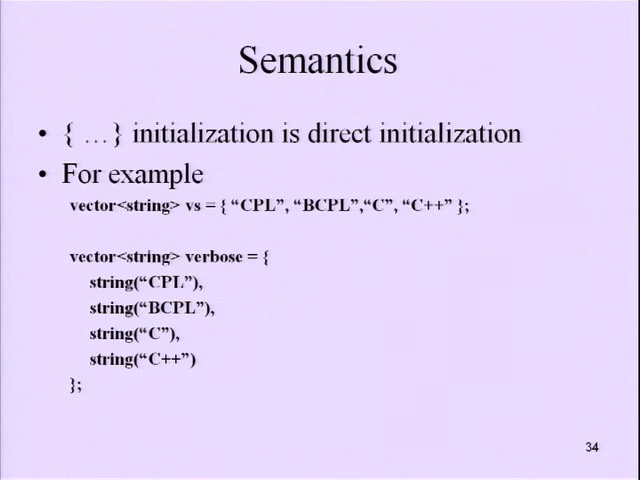 Semantics
• { …} initialization is direct initialization
• For example
vector<string> vs = { “CPL”, “BCPL”,“C”, “C++” };
vector<string> verbose = {
string(“CPL”),
string(“BCPL”),
string(“C”),
string(“C++”)
};
34